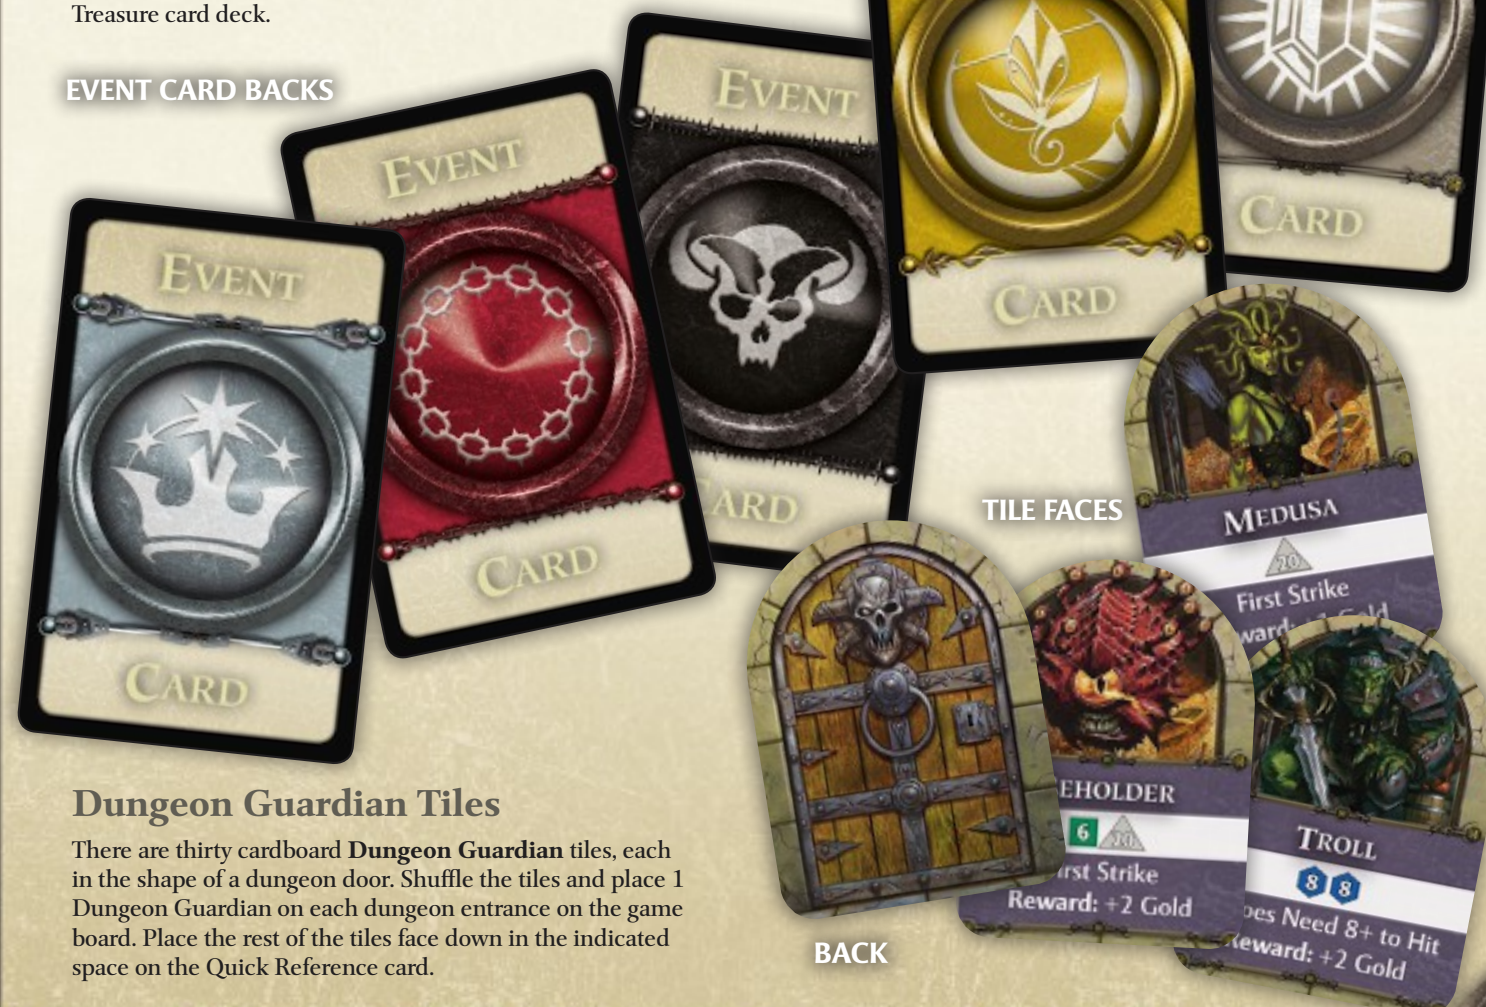 Treasure card deck.
EVENT CARD BACKS
EVENT
CARD
EVENT
CARD
EVENT
CARD
CARD
TILE FACES
MEDUSA
20
First Strike
6
Reward: +2 Gold
TROLL
8 8
Need 8+ to Hit
+2 Gold
BACK
Dungeon Guardian Tiles
There are thirty cardboard Dungeon Guardian tiles, each
in the shape of a dungeon door. Shuffle the tiles and place 1
Dungeon Guardian on each dungeon entrance on the game
board. Place the rest of the tiles face down in the indicated
space on the Quick Reference card.